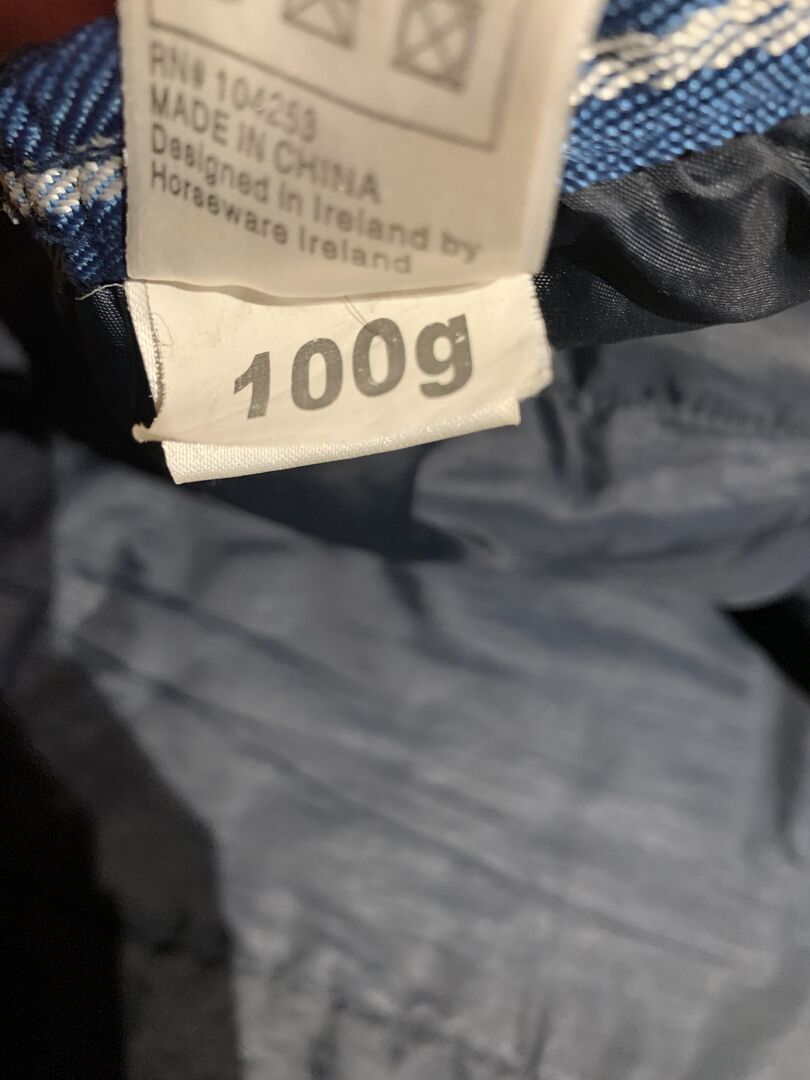 RN# 104253
MADE IN CHINA
Designed in Ireland by
Horseware Ireland
100g